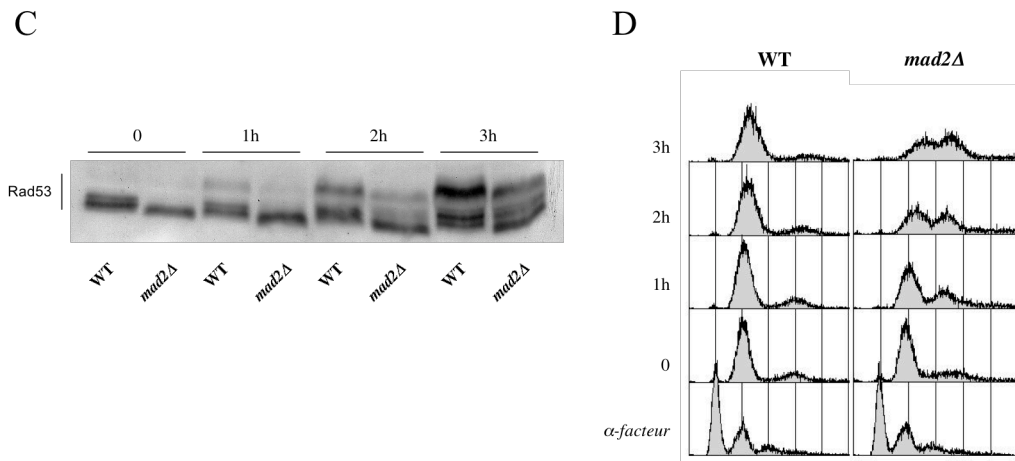 C
0 1h 2h 3h
Rad53
WT mad2Δ WT mad2Δ WT mad2Δ WT mad2Δ
D
WT mad2Δ
3h
2h
1h
0
α-facteur